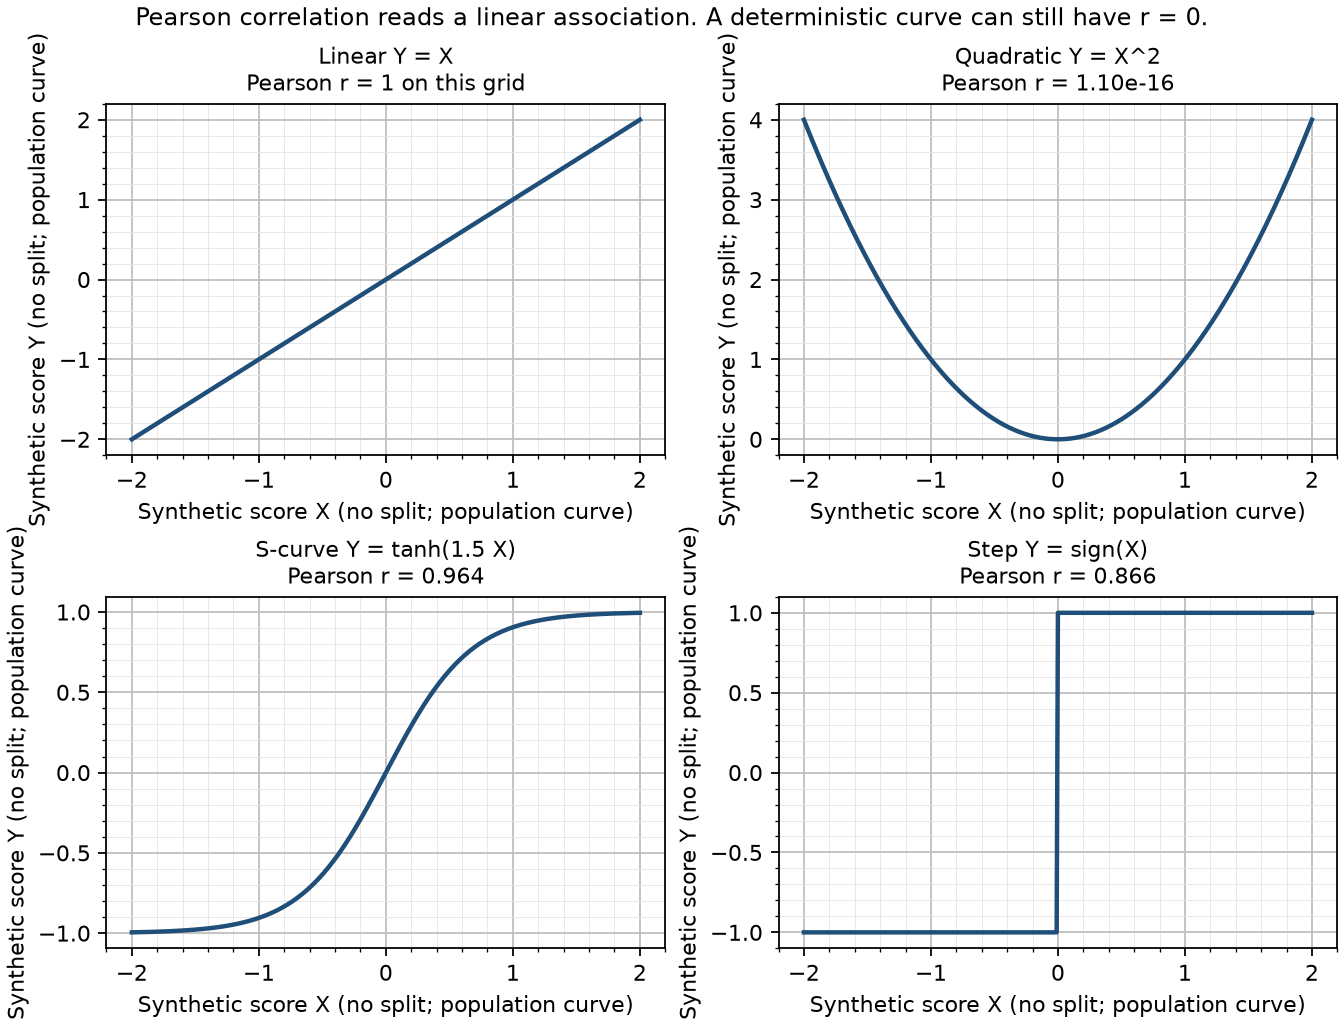 Pearson correlation reads a linear association. A deterministic curve can still have r = 0.
Linear Y = X
Pearson r = 1 on this grid
Synthetic score Y (no split; population curve)
2
1
0
−1
−2
−2 −1 0 1 2
Synthetic score X (no split; population curve)
Quadratic Y = X^2
Pearson r = 1.10e-16
Synthetic score Y (no split; population curve)
4
3
2
1
0
−2 −1 0 1 2
Synthetic score X (no split; population curve)
S-curve Y = tanh(1.5 X)
Pearson r = 0.964
Synthetic score Y (no split; population curve)
1.0
0.5
0.0
−0.5
−1.0
−2 −1 0 1 2
Synthetic score X (no split; population curve)
Step Y = sign(X)
Pearson r = 0.866
Synthetic score Y (no split; population curve)
1.0
0.5
0.0
−0.5
−1.0
−2 −1 0 1 2
Synthetic score X (no split; population curve)